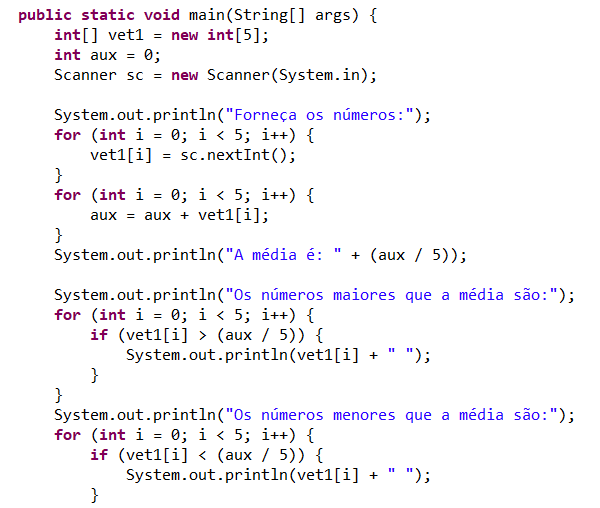 public static void main(String[] args) {
    int[] vet1 = new int[5];
    int aux = 0;
    Scanner sc = new Scanner(System.in);

    System.out.println("Forneça os números:");
    for (int i = 0; i < 5; i++) {
        vet1[i] = sc.nextInt();
    }
    for (int i = 0; i < 5; i++) {
        aux = aux + vet1[i];
    }
    System.out.println("A média é: " + (aux / 5));

    System.out.println("Os números maiores que a média são:");
    for (int i = 0; i < 5; i++) {
        if (vet1[i] > (aux / 5)) {
            System.out.println(vet1[i] + " ");
        }
    }
    System.out.println("Os números menores que a média são:");
    for (int i = 0; i < 5; i++) {
        if (vet1[i] < (aux / 5)) {
            System.out.println(vet1[i] + " ");
        }